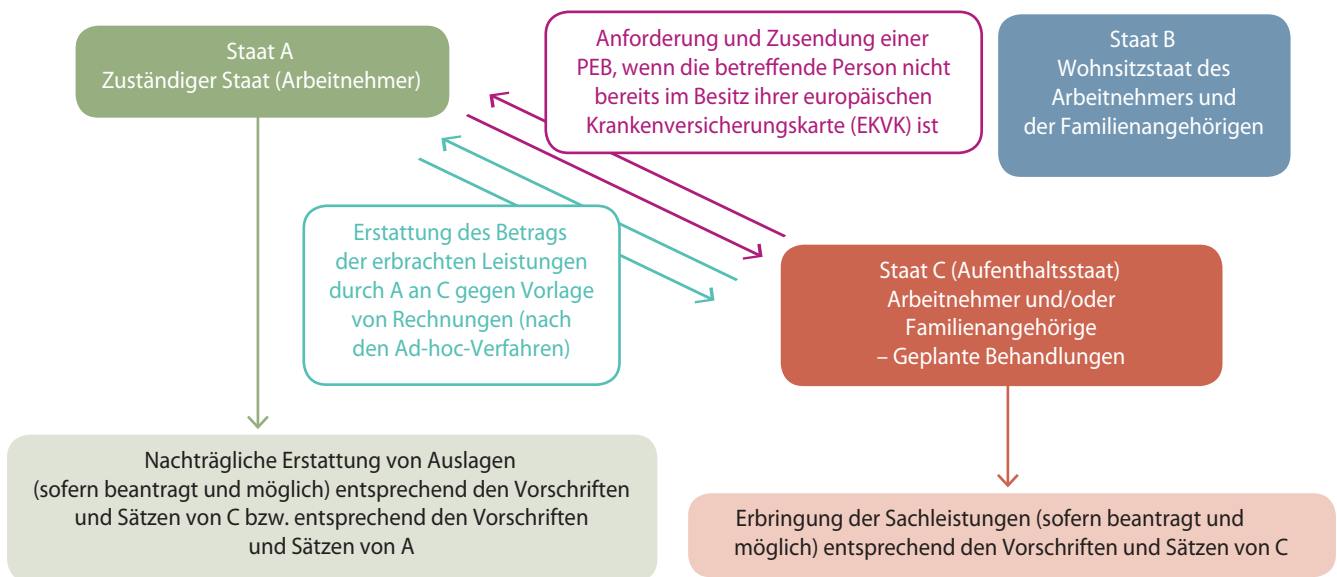 Staat A
Zuständiger Staat (Arbeitnehmer)
Anforderung und Zusendung einer
PEB, wenn die betreffende Person nicht
bereits im Besitz ihrer europäischen
Krankenversicherungskarte (EKVK) ist
Staat B
Wohnsitzstaat des
Arbeitnehmers und
der Familienangehörigen
Erstattung des Betrags
der erbrachten Leistungen
durch A an C gegen Vorlage
von Rechnungen (nach
den Ad-hoc-Verfahren)
Staat C (Aufenthaltsstaat)
Arbeitnehmer und/oder
Familienangehörige
– Geplante Behandlungen
Nachträgliche Erstattung von Auslagen
(sofern beantragt und möglich) entsprechend den Vorschriften
und Sätzen von C bzw. entsprechend den Vorschriften
und Sätzen von A
Erbringung der Sachleistungen (sofern beantragt und
möglich) entsprechend den Vorschriften und Sätzen von C